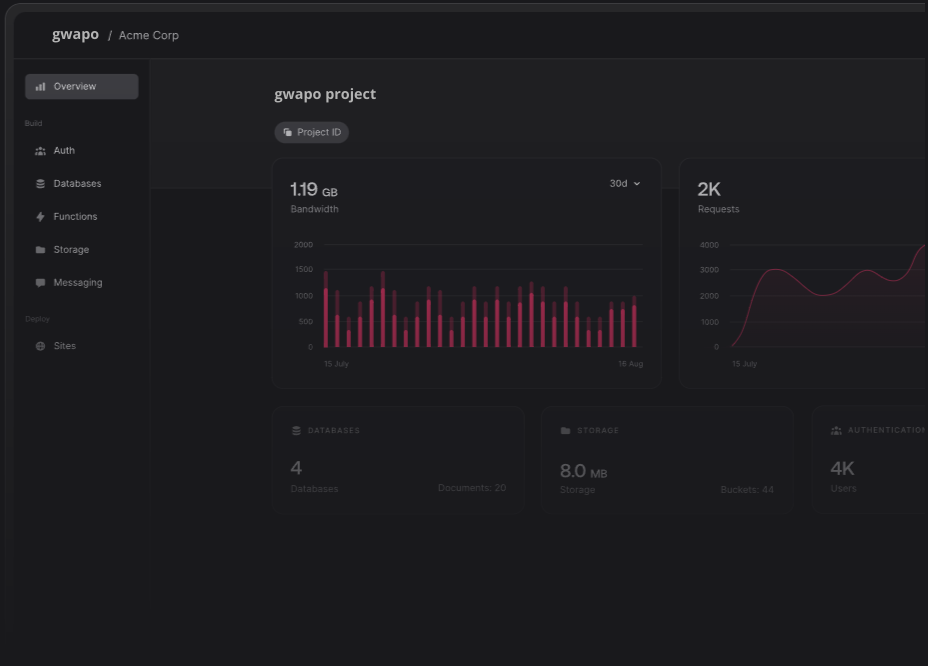 gwapo / Acme Corp
Overview
Build
Auth
Databases
Functions
Storage
Messaging
Deploy
Sites
gwapo project
Project ID
1.19 GB
30d
Bandwidth
2000
1500
1000
500
0
15 July
18 Aug
2K
Requests
4000
3000
2000
1000
0
15 July
DATABASES
4
Databases
Documents: 20
STORAGE
8.0 MB
Storage
Buckets: 44
AUTHENTICATION
4K
Users